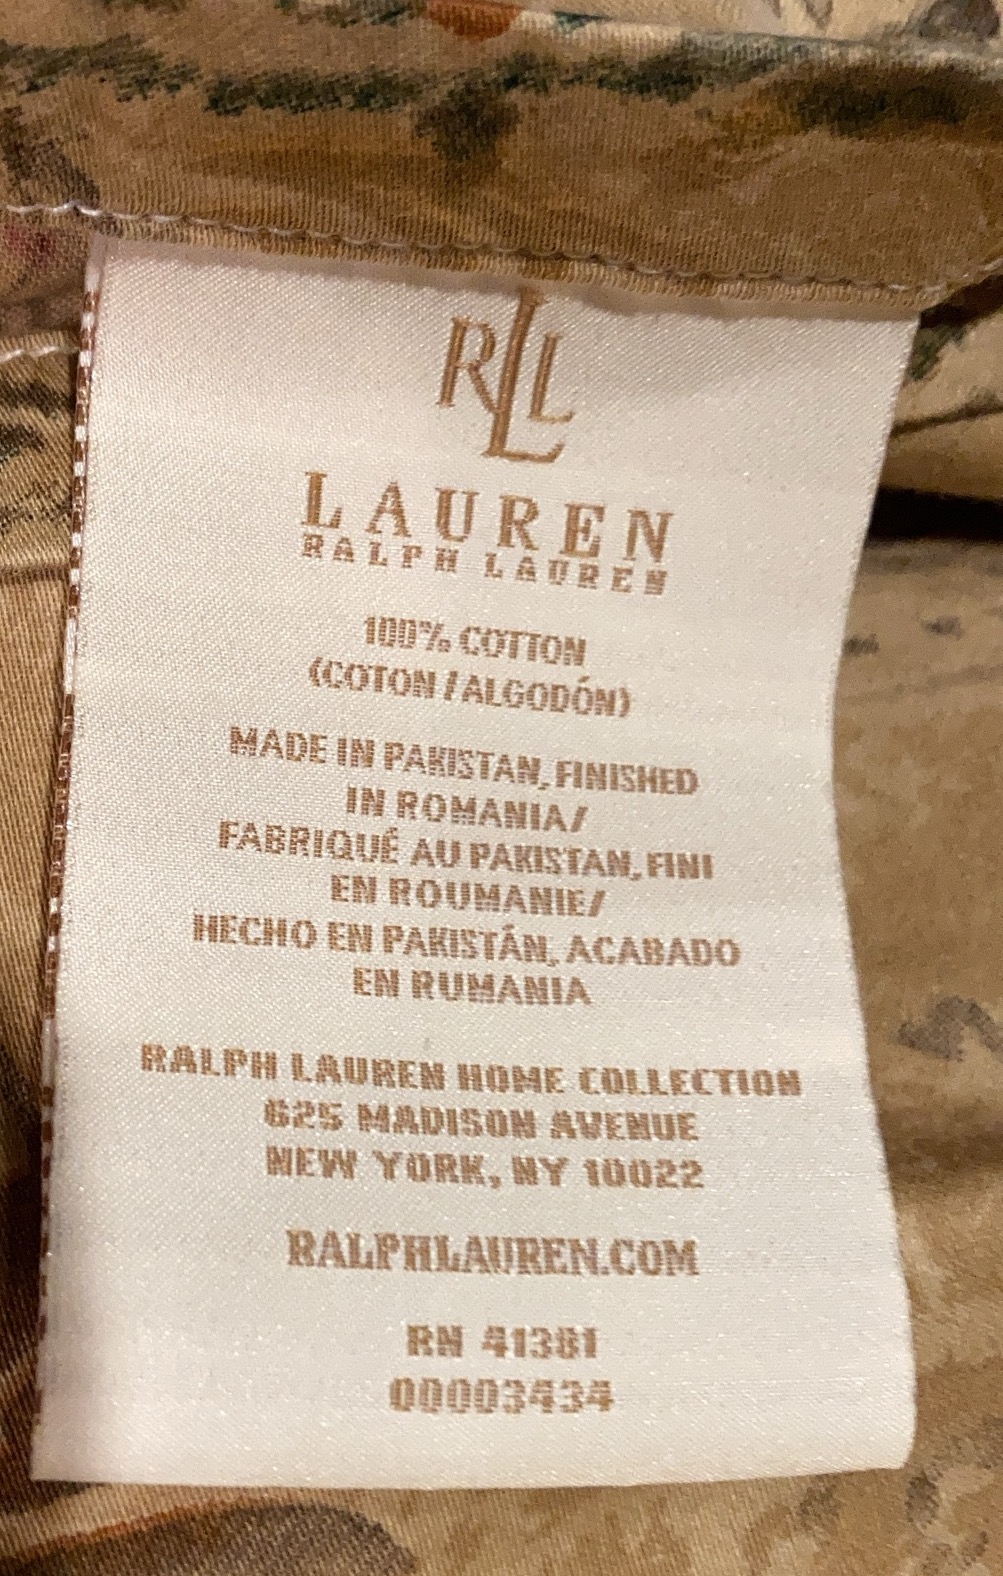 RLL
LAUREN
RALPH LAUREN
100% COTTON
(COTON / ALGODÓN)
MADE IN PAKISTAN, FINISHED
IN ROMANIA/
FABRIQUÉ AU PAKISTAN, FINI
EN ROUMANIE/
HECHO EN PAKISTÁN, ACABADO
EN RUMANIA
RALPH LAUREN HOME COLLECTION
625 MADISON AVENUE
NEW YORK, NY 10022
RALPHLAUREN.COM
RN 41381
00003434